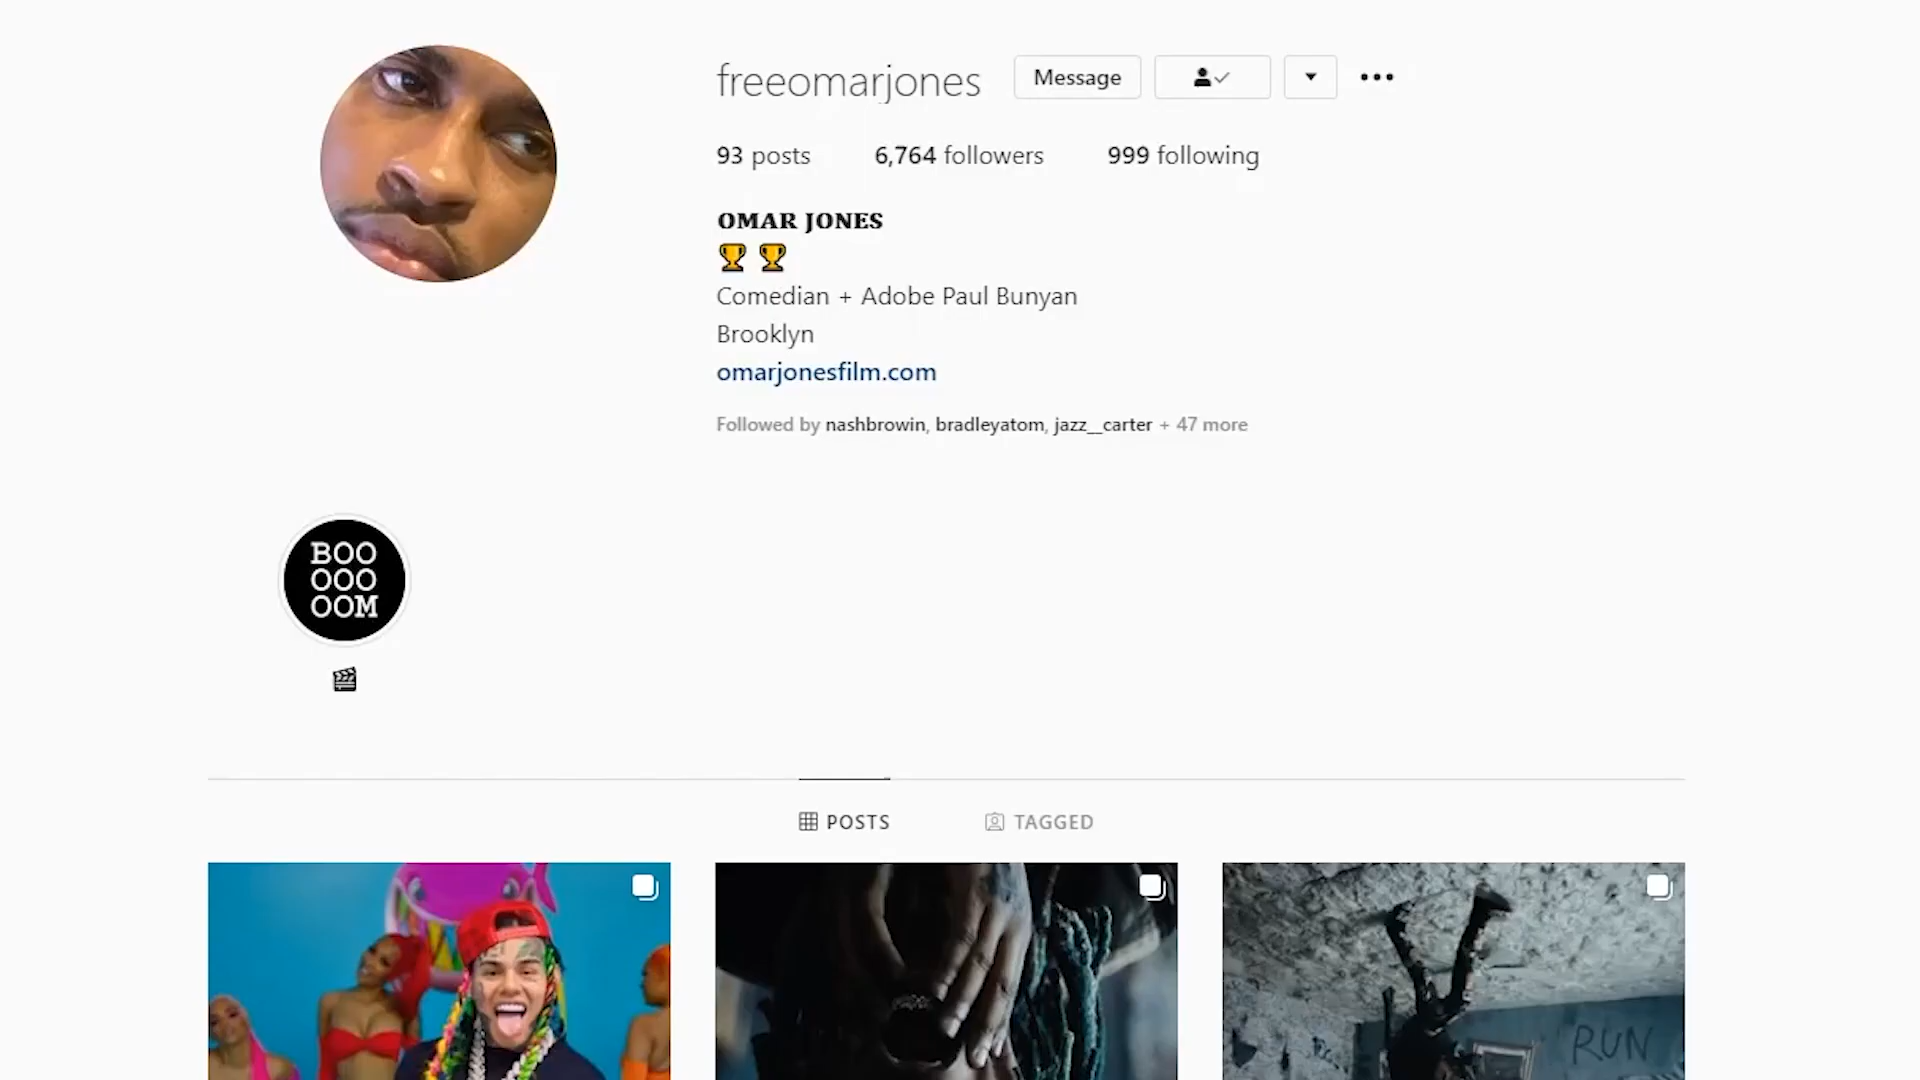 freeomarjones Message
93 posts 6,764 followers 999 following
OMAR JONES
🏆 🏆
Comedian + Adobe Paul Bunyan
Brooklyn
omarjonesfilm.com
Followed by nashbrowin, bradleyatom, jazz__carter + 47 more
BOO
OOO
OOM
POSTS TAGGED
RUN